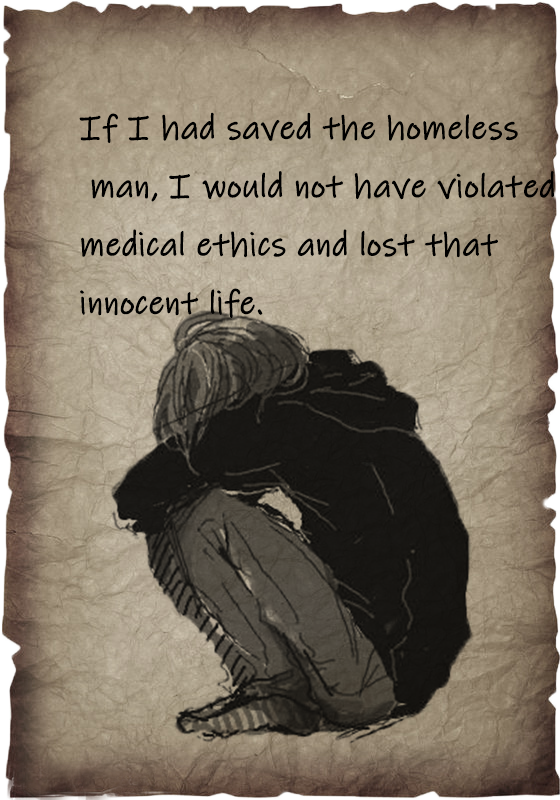 If I had saved the homeless
man, I would not have violated
medical ethics and lost that
innocent life.